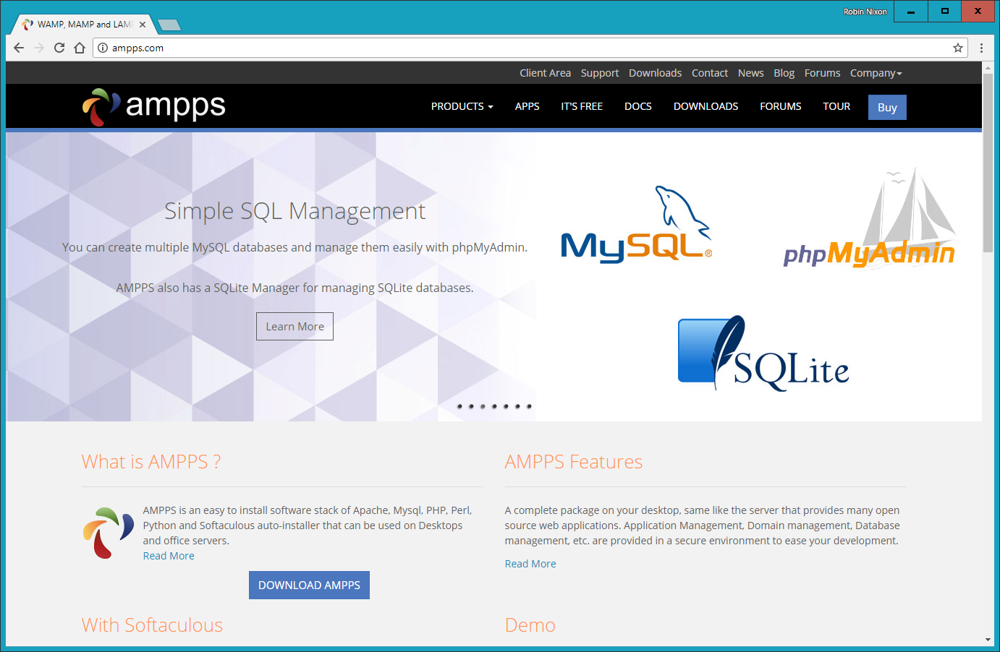 Robin Nixon
WAMP, MAMP and LAM
ampps.com
Client Area Support Downloads Contact News Blog Forums Company
ampps
PRODUCTS APPS IT'S FREE DOCS DOWNLOADS FORUMS TOUR Buy
Simple SQL Management
You can create multiple MySQL databases and manage them easily with phpMyAdmin.
AMPPS also has a SQLite Manager for managing SQLite databases.
Learn More
MySQL®
phpMyAdmin
SQLite
What is AMPPS ?
AMPPS is an easy to install software stack of Apache, Mysql, PHP, Perl,
Python and Softaculous auto-installer that can be used on Desktops
and office servers.
Read More
DOWNLOAD AMPPS
AMPPS Features
A complete package on your desktop, same like the server that provides many open
source web applications. Application Management, Domain management, Database
management, etc. are provided in a secure environment to ease your development.
Read More
With Softaculous
Demo